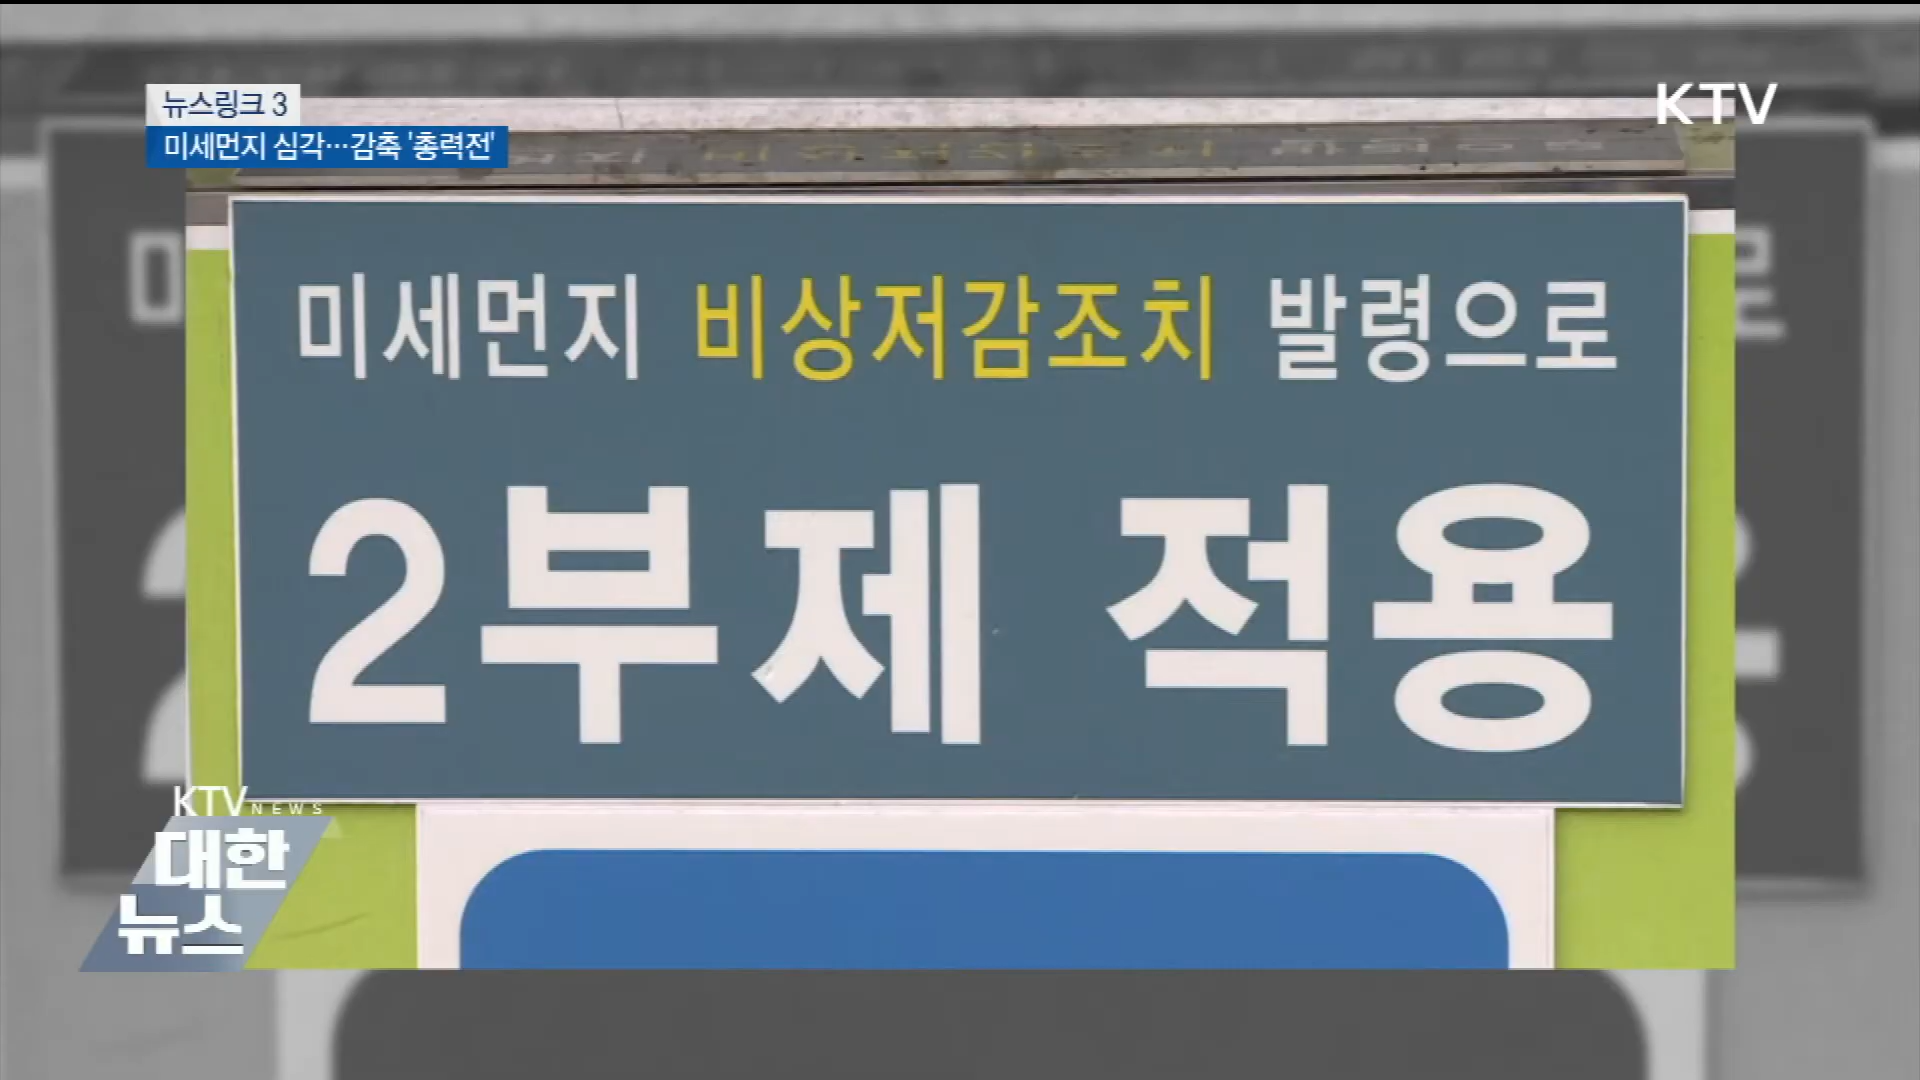 뉴스링크 3
KTV
미세먼지 심각…감축 '총력전'
미세먼지 비상저감조치 발령으로
2부제 적용
KTV NEWS
대한
뉴스